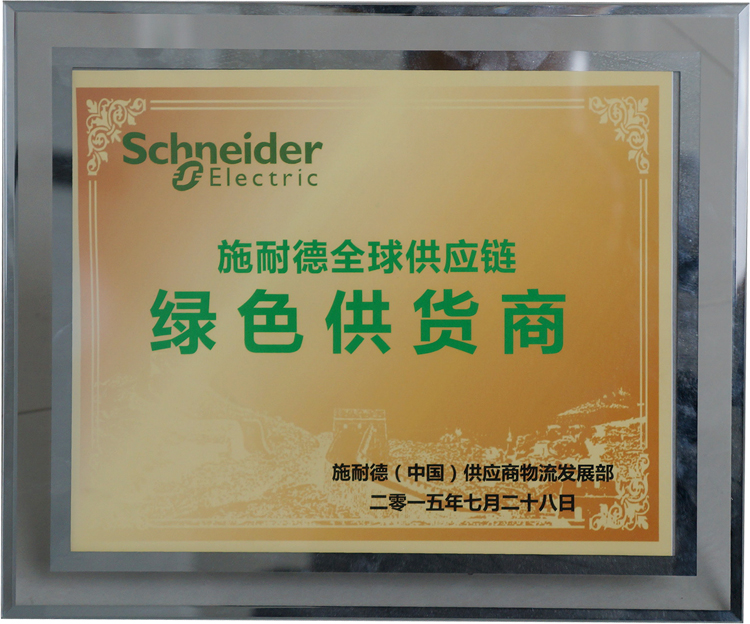 Schneider
Electric
施耐德全球供应链
绿色供货商
施耐德（中国）供应商物流发展部
二零一五年七月二十八日